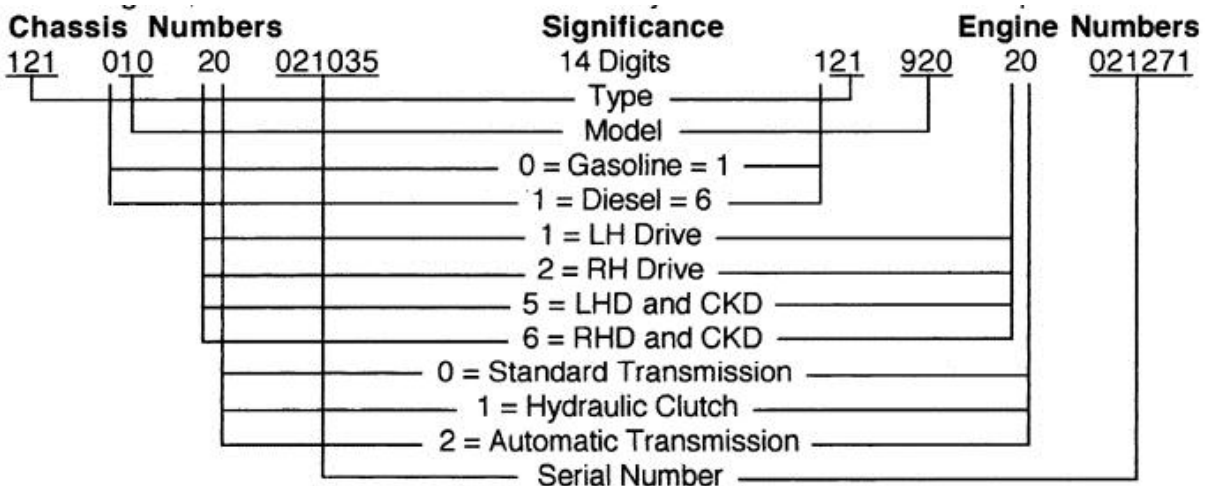 Chassis Numbers Significance Engine Numbers
121 010 20 021035 14 Digits 121 920 20 021271
Type
Model
0 = Gasoline = 1
1 = Diesel = 6
1 = LH Drive
2 = RH Drive
5 = LHD and CKD
6 = RHD and CKD
0 = Standard Transmission
1 = Hydraulic Clutch
2 = Automatic Transmission
Serial Number